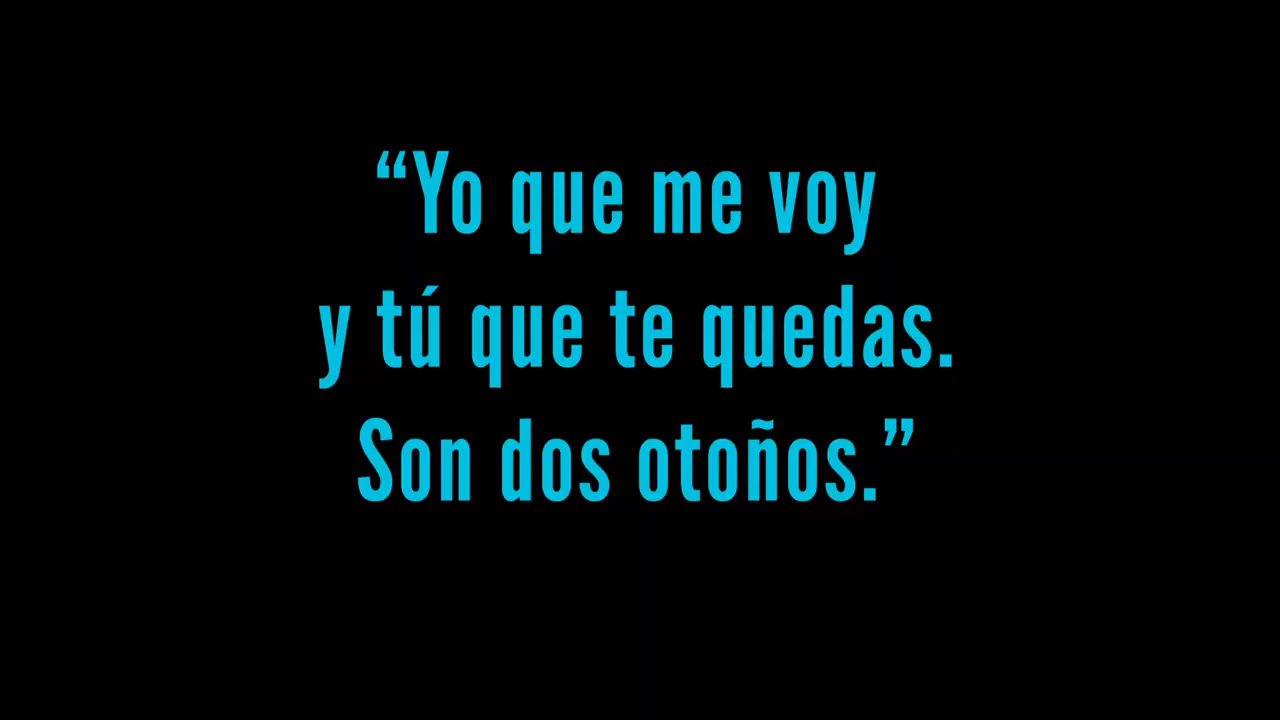 “Yo que me voy
y tú que te quedas.
Son dos otoños.”